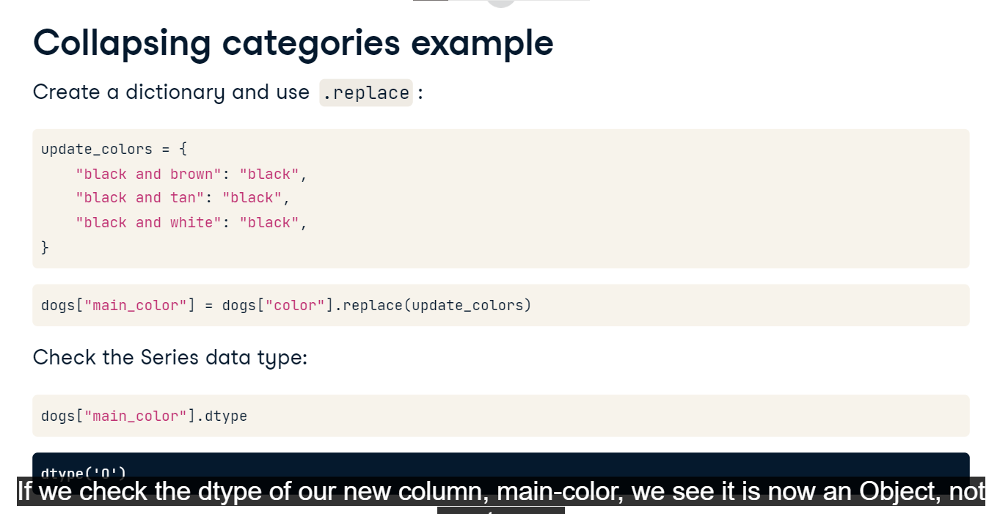 Collapsing categories example
Create a dictionary and use .replace :
update_colors = {
    "black and brown": "black",
    "black and tan": "black",
    "black and white": "black",
}
dogs["main_color"] = dogs["color"].replace(update_colors)
Check the Series data type:
dogs["main_color"].dtype
dtype('O')
If we check the dtype of our new column, main-color, we see it is now an Object, not